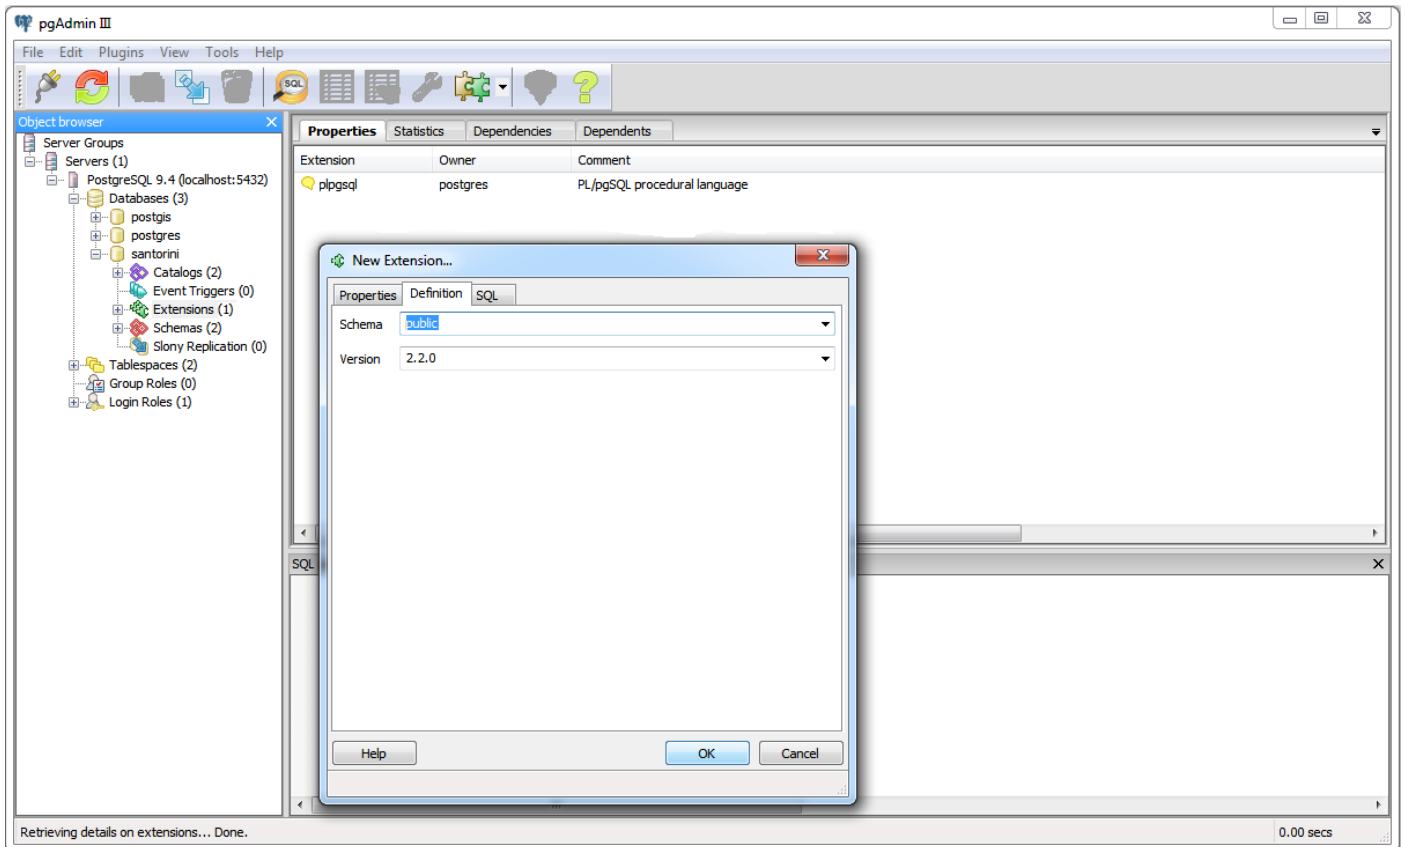 pgAdmin III
File Edit Plugins View Tools Help
SQL
Object browser
Server Groups
Servers (1)
PostgreSQL 9.4 (localhost:5432)
Databases (3)
postgis
postgres
santorini
Catalogs (2)
Event Triggers (0)
Extensions (1)
Schemas (2)
Slony Replication (0)
Tablespaces (2)
Group Roles (0)
Login Roles (1)
Properties Statistics Dependencies Dependents
Extension Owner Comment
plpgsql postgres PL/pgSQL procedural language
New Extension...
Properties Definition SQL
Schema public
Version 2.2.0
Help OK Cancel
SQL
Retrieving details on extensions... Done. 0.00 secs